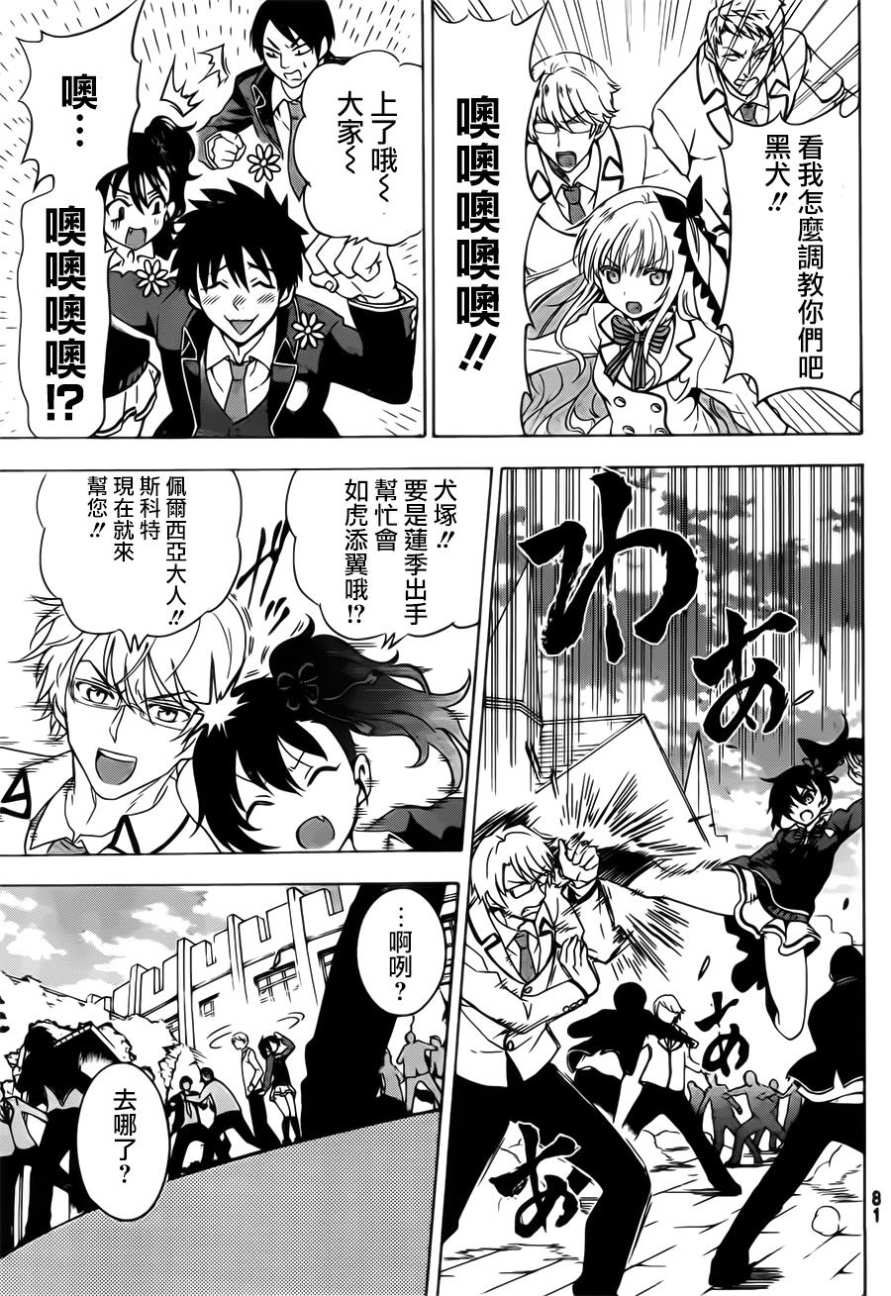 看我怎麼調教你們吧
黑犬!!
噢噢噢噢噢!!
上了哦~
大家~
噢…
噢噢噢噢!?
わ
あ
あ
あ
犬塚!!
要是蓮季出手
幫忙會
如虎添翼哦!?
佩爾西亞大人!!
斯科特
現在就來
幫您!!
ガッ
…啊咧?
去哪了?
81